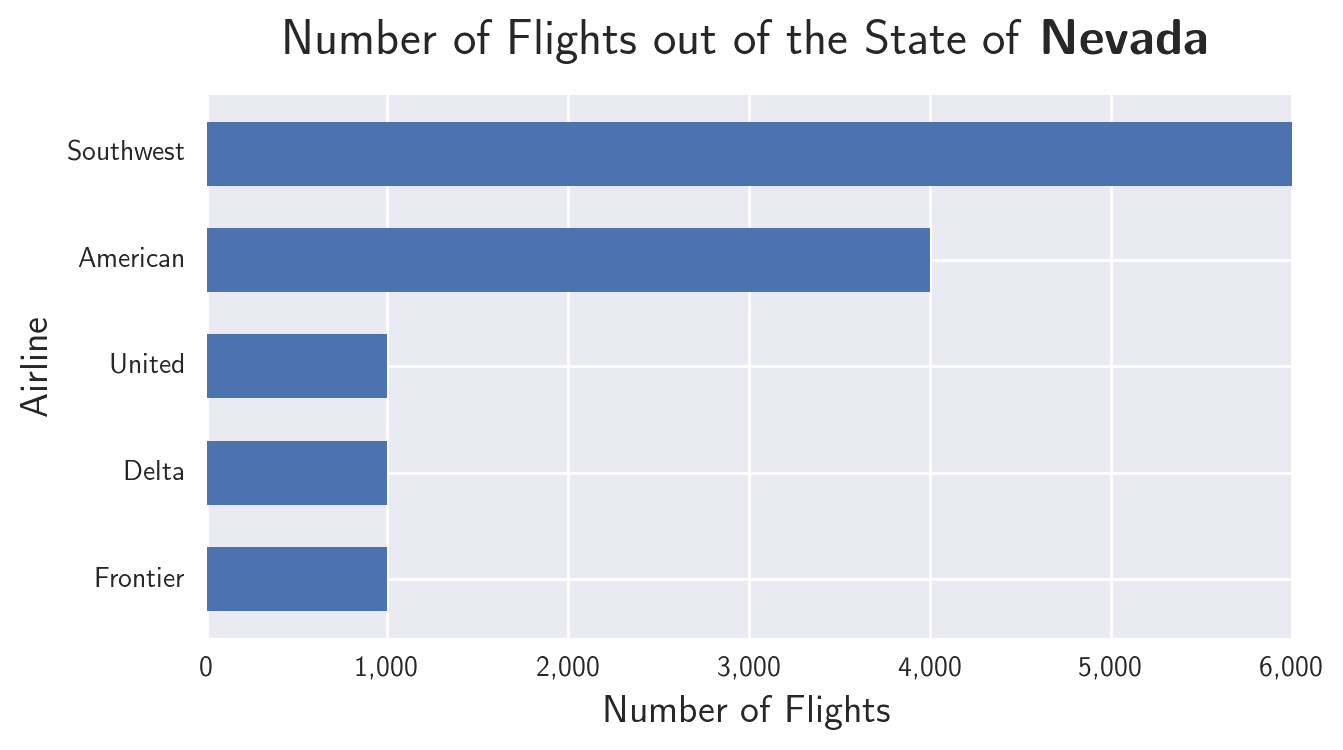 Number of Flights out of the State of Nevada
Southwest
American
United
Delta
Frontier
Airline
0 1,000 2,000 3,000 4,000 5,000 6,000
Number of Flights